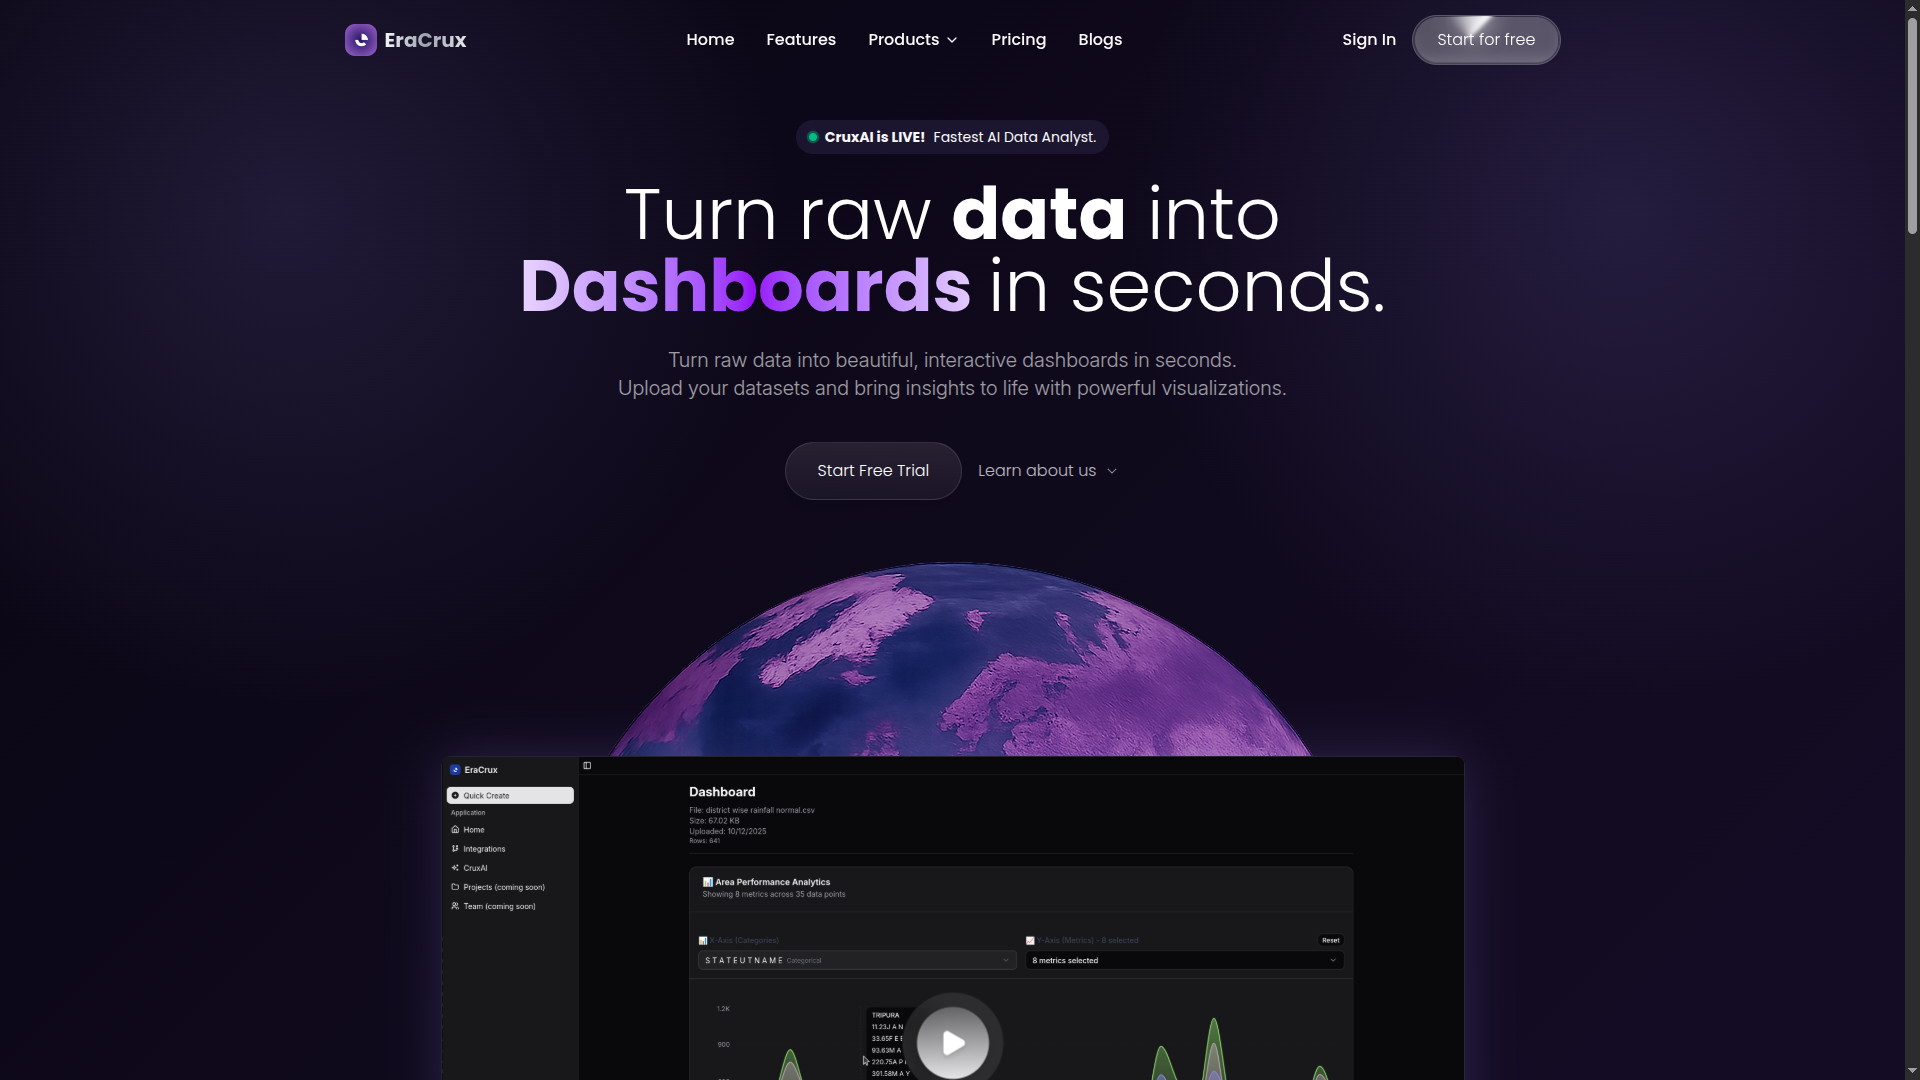 EraCrux
Home
Features
Products
Pricing
Blogs
Sign In
Start for free
CruxAI is LIVE! Fastest AI Data Analyst.
Turn raw data into
Dashboards in seconds.
Turn raw data into beautiful, interactive dashboards in seconds.
Upload your datasets and bring insights to life with powerful visualizations.
Start Free Trial
Learn about us
EraCrux
Quick Create
Application
Home
Integrations
CruxAI
Projects (coming soon)
Team (coming soon)
Dashboard
File: district wise rainfall normal.csv
Size: 67.02 KB
Uploaded: 10/12/2025
Rows: 641
Area Performance Analytics
Showing 8 metrics across 35 data points
X-Axis (Categories)
STATEUTNAME Categorical
Y-Axis (Metrics) - 8 selected
Reset
8 metrics selected
1.2K
900
TRIPURA
11.23J A N
33.65F E
93.63M A
220.75A P
391.58M A Y